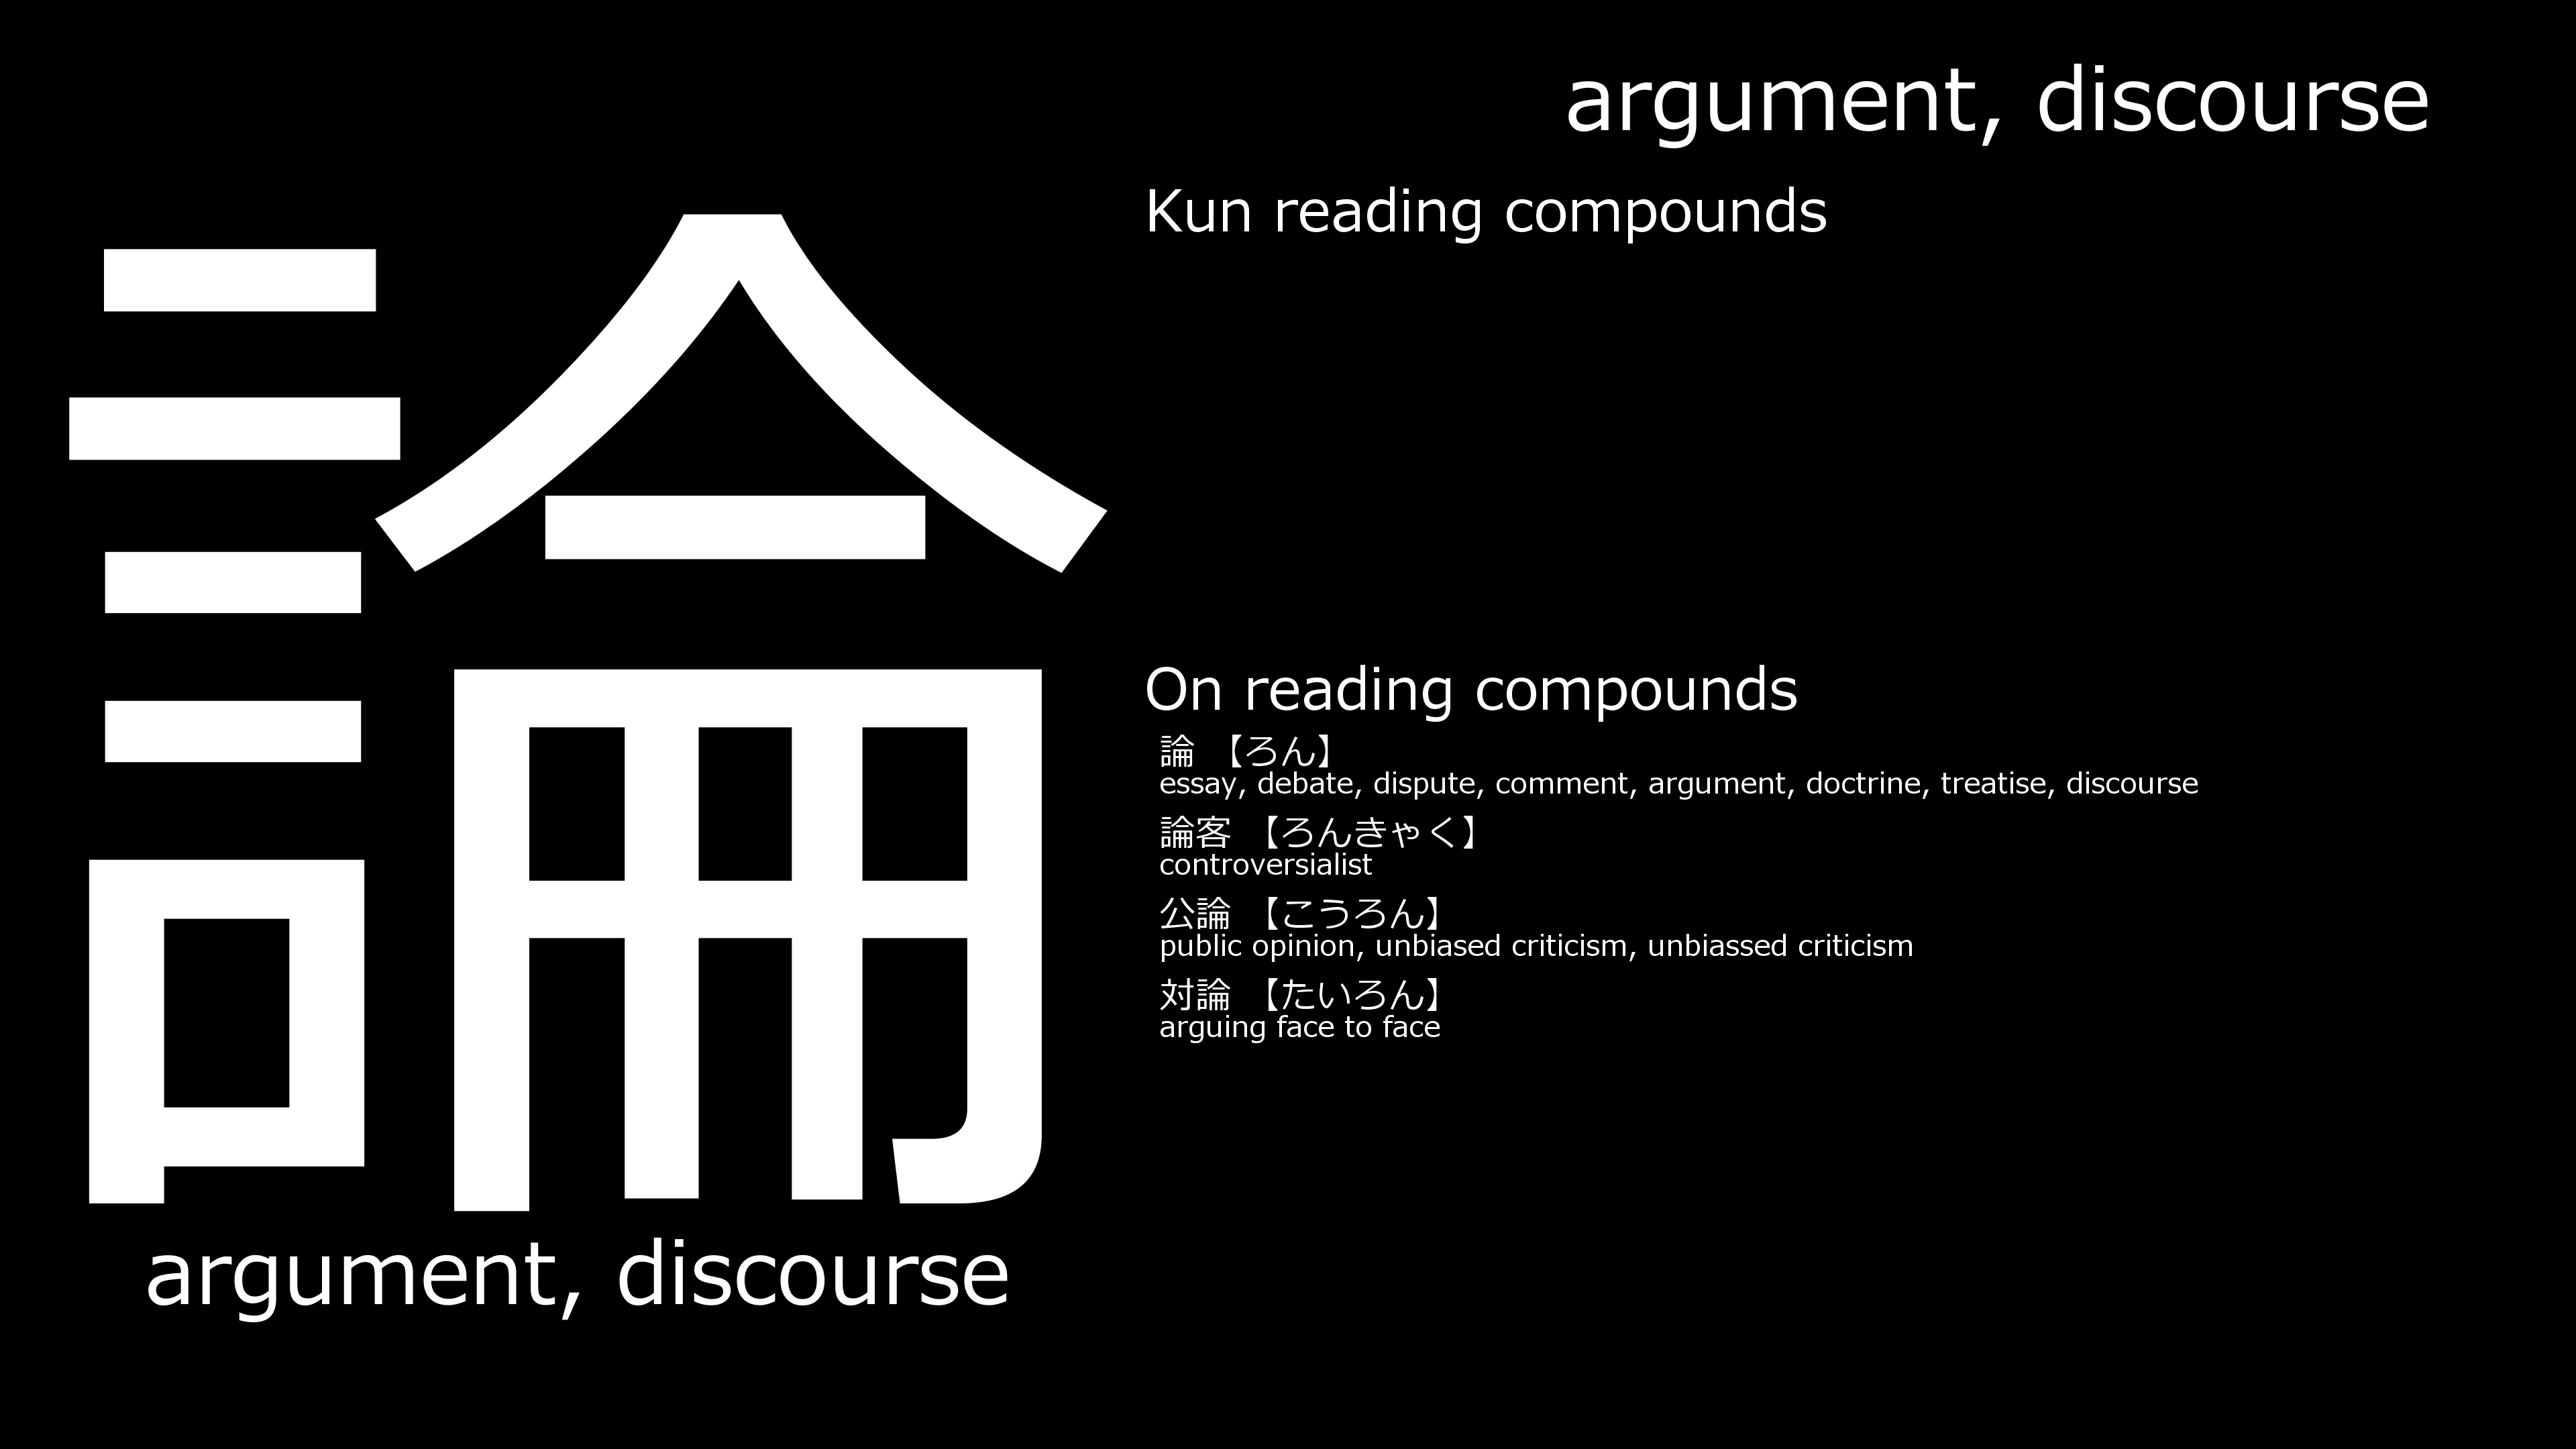 論
argument, discourse
argument, discourse
Kun reading compounds
On reading compounds
論 【ろん】
essay, debate, dispute, comment, argument, doctrine, treatise, discourse
論客 【ろんきゃく】
controversialist
公論 【こうろん】
public opinion, unbiased criticism, unbiassed criticism
対論 【たいろん】
arguing face to face